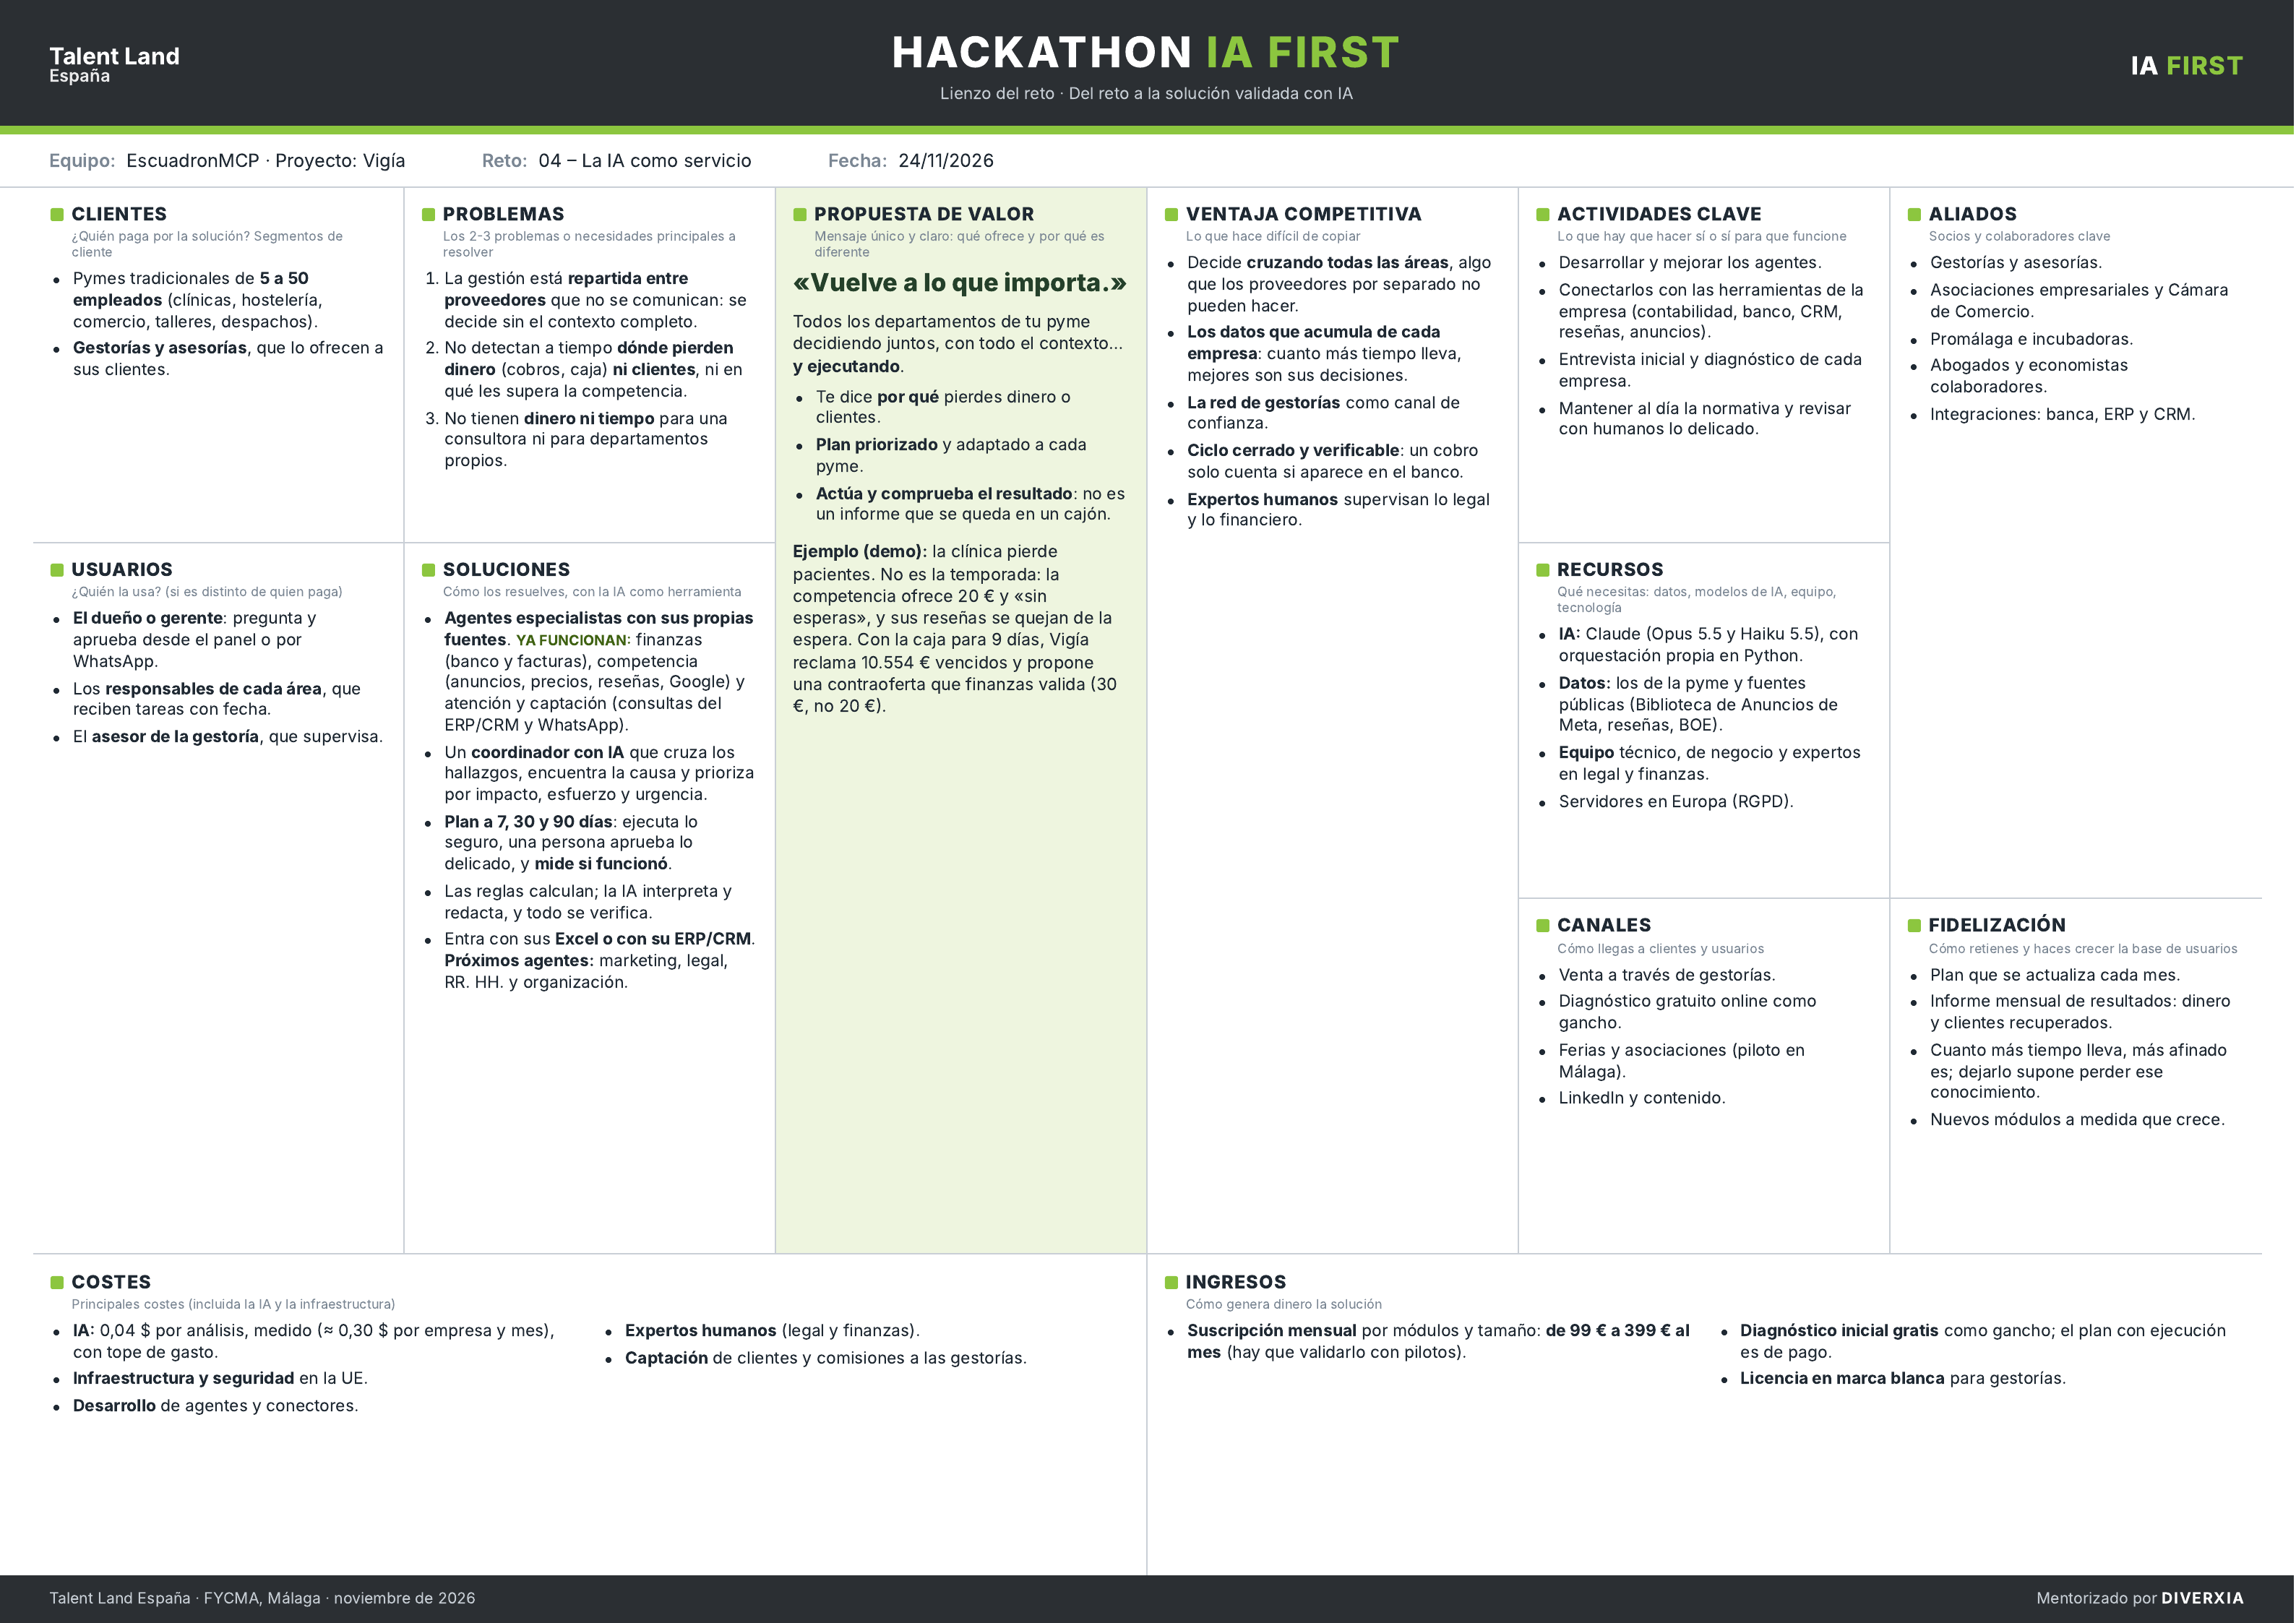 Talent Land
España
HACKATHON IA FIRST
Lienzo del reto · Del reto a la solución validada con IA
IA FIRST
Equipo: EscuadronMCP · Proyecto: Vigía
Reto: 04 – La IA como servicio
Fecha: 24/11/2026
CLIENTES
¿Quién paga por la solución? Segmentos de
cliente
• Pymes tradicionales de 5 a 50
empleados (clínicas, hostelería,
comercio, talleres, despachos).
• Gestorías y asesorías, que lo ofrecen a
sus clientes.
USUARIOS
¿Quién la usa? (si es distinto de quien paga)
• El dueño o gerente: pregunta y
aprueba desde el panel o por
WhatsApp.
• Los responsables de cada área, que
reciben tareas con fecha.
• El asesor de la gestoría, que supervisa.
PROBLEMAS
Los 2-3 problemas o necesidades principales a
resolver
1. La gestión está repartida entre
proveedores que no se comunican: se
decide sin el contexto completo.
2. No detectan a tiempo dónde pierden
dinero (cobros, caja) ni clientes, ni en
qué les supera la competencia.
3. No tienen dinero ni tiempo para una
consultora ni para departamentos
propios.
SOLUCIONES
Cómo los resuelves, con la IA como herramienta
• Agentes especialistas con sus propias
fuentes. YA FUNCIONAN: finanzas
(banco y facturas), competencia
(anuncios, precios, reseñas, Google) y
atención y captación (consultas del
ERP/CRM y WhatsApp).
• Un coordinador con IA que cruza los
hallazgos, encuentra la causa y prioriza
por impacto, esfuerzo y urgencia.
• Plan a 7, 30 y 90 días: ejecuta lo
seguro, una persona aprueba lo
delicado, y mide si funcionó.
• Las reglas calculan; la IA interpreta y
redacta, y todo se verifica.
• Entra con sus Excel o con su ERP/CRM.
Próximos agentes: marketing, legal,
RR. HH. y organización.
PROPUESTA DE VALOR
Mensaje único y claro: qué ofrece y por qué es
diferente
«Vuelve a lo que importa.»
Todos los departamentos de tu pyme
decidiendo juntos, con todo el contexto...
y ejecutando.
• Te dice por qué pierdes dinero o
clientes.
• Plan priorizado y adaptado a cada
pyme.
• Actúa y comprueba el resultado: no es
un informe que se queda en un cajón.
Ejemplo (demo): la clínica pierde
pacientes. No es la temporada: la
competencia ofrece 20 € y «sin
esperas», y sus reseñas se quejan de la
espera. Con la caja para 9 días, Vigía
reclama 10.554 € vencidos y propone
una contraoferta que finanzas valida (30
€, no 20 €).
VENTAJA COMPETITIVA
Lo que hace difícil de copiar
• Decide cruzando todas las áreas, algo
que los proveedores por separado no
pueden hacer.
• Los datos que acumula de cada
empresa: cuanto más tiempo lleva,
mejores son sus decisiones.
• La red de gestorías como canal de
confianza.
• Ciclo cerrado y verificable: un cobro
solo cuenta si aparece en el banco.
• Expertos humanos supervisan lo legal
y lo financiero.
ACTIVIDADES CLAVE
Lo que hay que hacer sí o sí para que funcione
• Desarrollar y mejorar los agentes.
• Conectarlos con las herramientas de la
empresa (contabilidad, banco, CRM,
reseñas, anuncios).
• Entrevista inicial y diagnóstico de cada
empresa.
• Mantener al día la normativa y revisar
con humanos lo delicado.
RECURSOS
Qué necesitas: datos, modelos de IA, equipo,
tecnología
• IA: Claude (Opus 5.5 y Haiku 5.5), con
orquestación propia en Python.
• Datos: los de la pyme y fuentes
públicas (Biblioteca de Anuncios de
Meta, reseñas, BOE).
• Equipo técnico, de negocio y expertos
en legal y finanzas.
• Servidores en Europa (RGPD).
CANALES
Cómo llegas a clientes y usuarios
• Venta a través de gestorías.
• Diagnóstico gratuito online como
gancho.
• Ferias y asociaciones (piloto en
Málaga).
• LinkedIn y contenido.
ALIADOS
Socios y colaboradores clave
• Gestorías y asesorías.
• Asociaciones empresariales y Cámara
de Comercio.
• Promálaga e incubadoras.
• Abogados y economistas
colaboradores.
• Integraciones: banca, ERP y CRM.
FIDELIZACIÓN
Cómo retienes y haces crecer la base de usuarios
• Plan que se actualiza cada mes.
• Informe mensual de resultados: dinero
y clientes recuperados.
• Cuanto más tiempo lleva, más afinado
es; dejarlo supone perder ese
conocimiento.
• Nuevos módulos a medida que crece.
COSTES
Principales costes (incluida la IA y la infraestructura)
• IA: 0,04 $ por análisis, medido (≈ 0,30 $ por empresa y mes),
con tope de gasto.
• Infraestructura y seguridad en la UE.
• Desarrollo de agentes y conectores.
• Expertos humanos (legal y finanzas).
• Captación de clientes y comisiones a las gestorías.
INGRESOS
Cómo genera dinero la solución
• Suscripción mensual por módulos y tamaño: de 99 € a 399 € al
mes (hay que validarlo con pilotos).
• Diagnóstico inicial gratis como gancho; el plan con ejecución
es de pago.
• Licencia en marca blanca para gestorías.
Talent Land España · FYCMA, Málaga · noviembre de 2026
Mentorizado por DIVERXIA